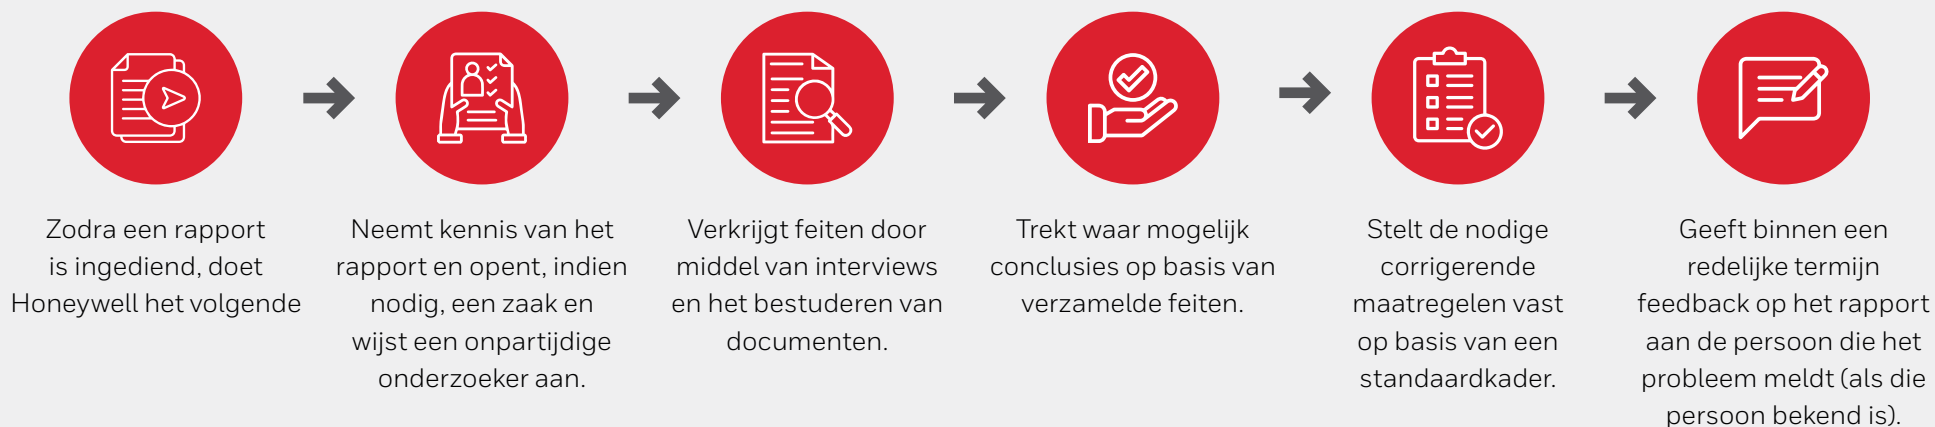 Zodra een rapport
is ingediend, doet
Honeywell het volgende
Neemt kennis van het
rapport en opent, indien
nodig, een zaak en
wijst een onpartijdige
onderzoeker aan.
Verkrijgt feiten door
middel van interviews
en het bestuderen van
documenten.
Trekt waar mogelijk
conclusies op basis van
verzamelde feiten.
Stelt de nodige
corrigerende
maatregelen vast
op basis van een
standaardkader.
Geeft binnen een
redelijke termijn
feedback op het rapport
aan de persoon die het
probleem meldt (als die
persoon bekend is).